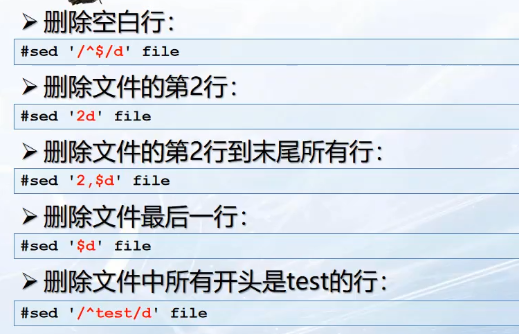 ➢ 删除空白行:
#sed '/^$/d' file
➢ 删除文件的第2行:
#sed '2d' file
➢ 删除文件的第2行到末尾所有行:
#sed '2,$d' file
➢ 删除文件最后一行:
#sed '$d' file
➢ 删除文件中所有开头是test的行:
#sed '/^test/d' file